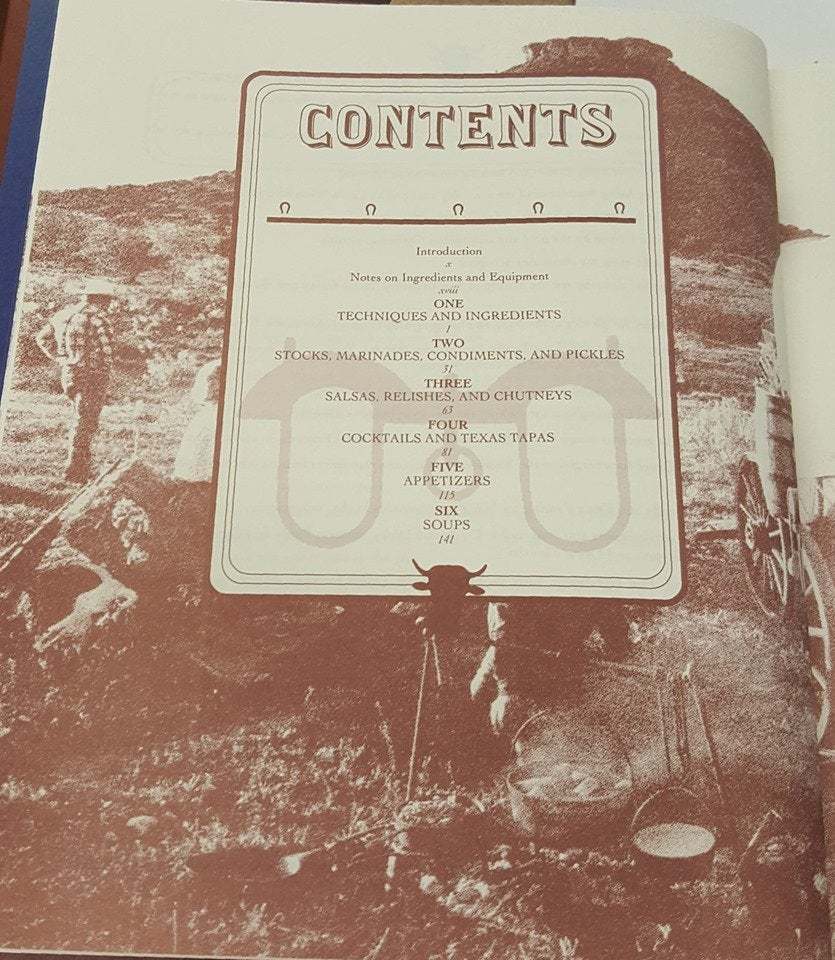 CONTENTS
Introduction
x
Notes on Ingredients and Equipment
xviii
ONE
TECHNIQUES AND INGREDIENTS
1
TWO
STOCKS, MARINADES, CONDIMENTS, AND PICKLES
31
THREE
SALSAS, RELISHES, AND CHUTNEYS
63
FOUR
COCKTAILS AND TEXAS TAPAS
81
FIVE
APPETIZERS
115
SIX
SOUPS
141